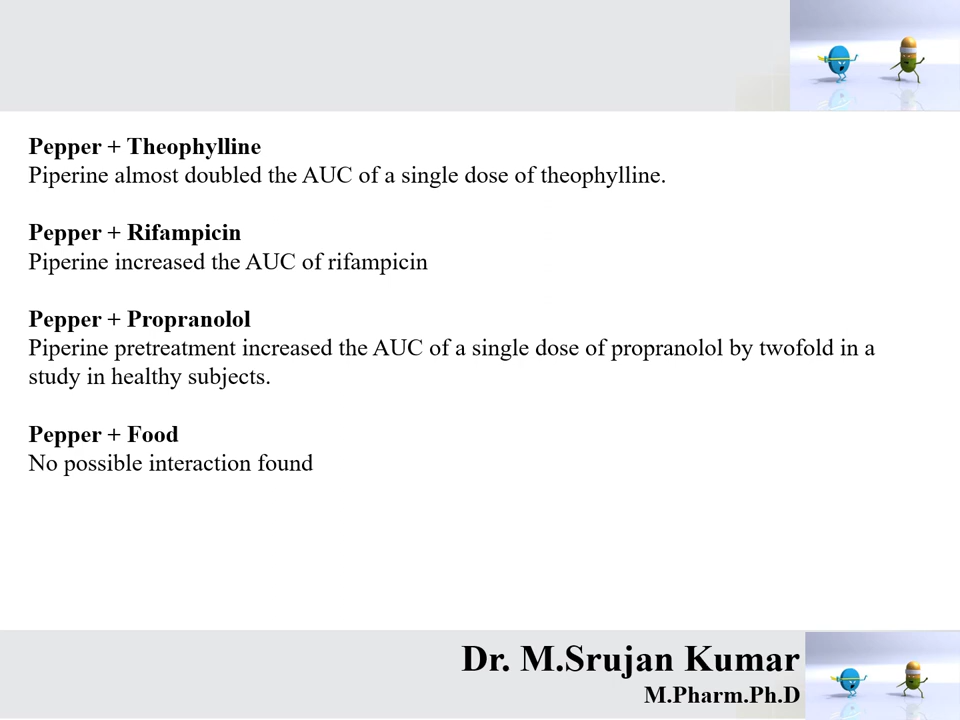 Pepper + Theophylline
Piperine almost doubled the AUC of a single dose of theophylline.
Pepper + Rifampicin
Piperine increased the AUC of rifampicin
Pepper + Propranolol
Piperine pretreatment increased the AUC of a single dose of propranolol by twofold in a
study in healthy subjects.
Pepper + Food
No possible interaction found
Dr. M.Srujan Kumar
M.Pharm.Ph.D